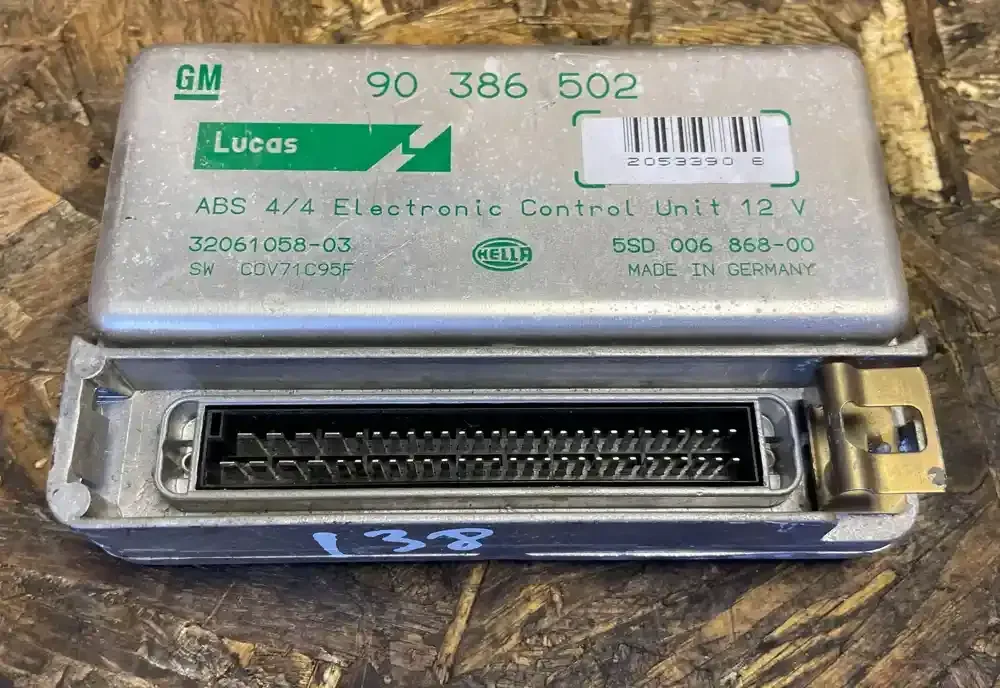 GM 90 386 502
Lucas
2053390 8
ABS 4/4 Electronic Control Unit 12 V
32061058-03 HELLA 5SD 006 868-00
SW COV71C95F MADE IN GERMANY
138